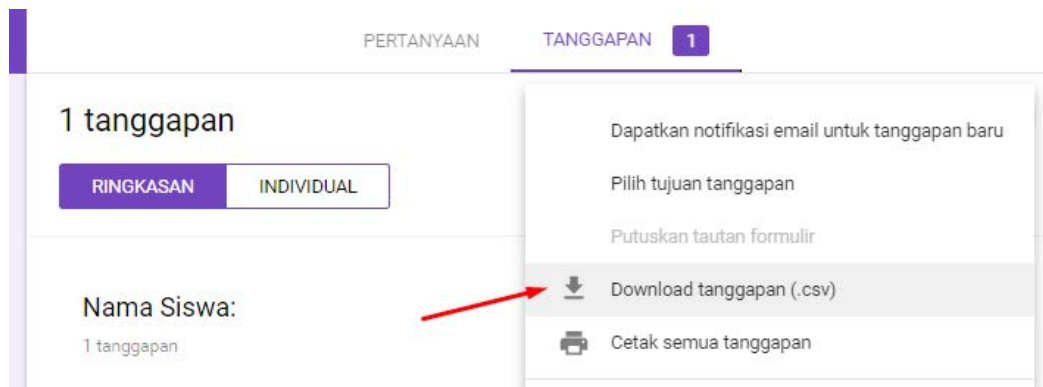 PERTANYAAN
TANGGAPAN 1
1 tanggapan
RINGKASAN
INDIVIDUAL
Nama Siswa:
1 tanggapan
Dapatkan notifikasi email untuk tanggapan baru
Pilih tujuan tanggapan
Putuskan tautan formulir
Download tanggapan (.csv)
Cetak semua tanggapan